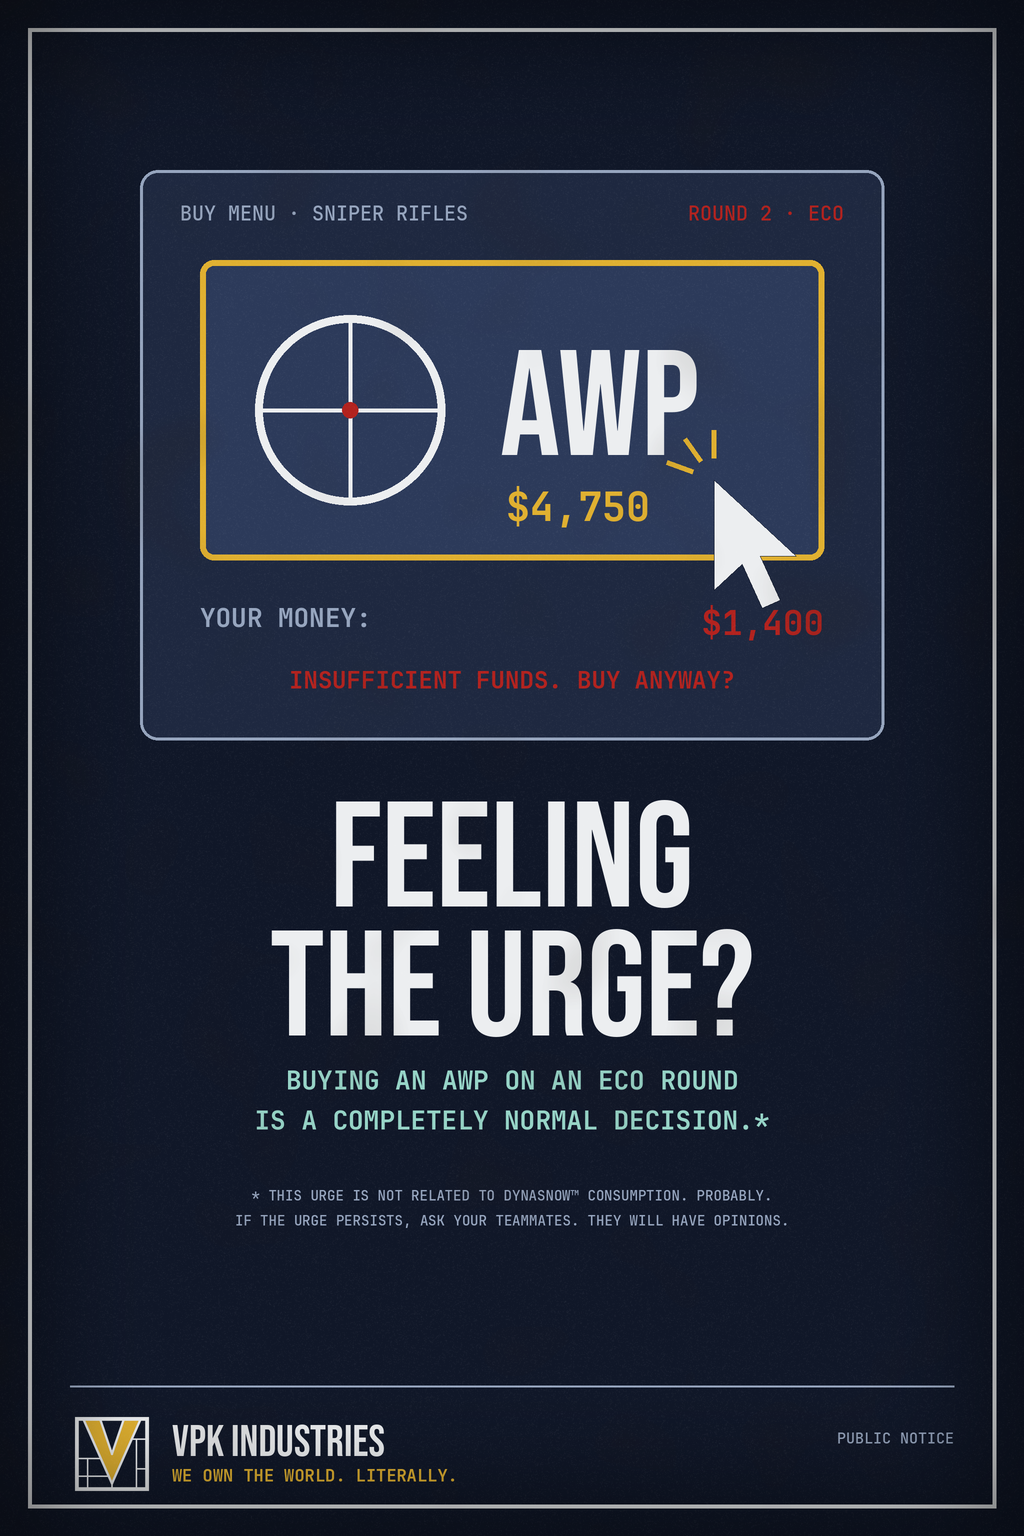 BUY MENU · SNIPER RIFLES
ROUND 2 · ECO
AWP
$4,750
YOUR MONEY:
$1,400
INSUFFICIENT FUNDS. BUY ANYWAY?
FEELING
THE URGE?
BUYING AN AWP ON AN ECO ROUND
IS A COMPLETELY NORMAL DECISION.*
* THIS URGE IS NOT RELATED TO DYNASNOW™ CONSUMPTION. PROBABLY.
IF THE URGE PERSISTS, ASK YOUR TEAMMATES. THEY WILL HAVE OPINIONS.
V
VPK INDUSTRIES
WE OWN THE WORLD. LITERALLY.
PUBLIC NOTICE